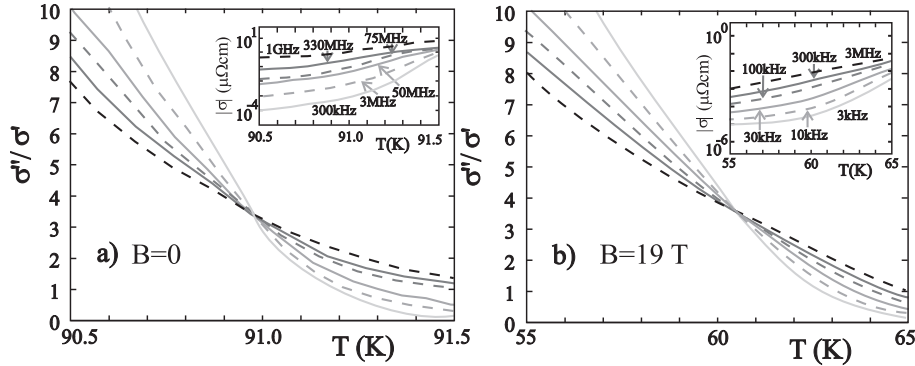 10
9
8
7
6
5
4
3
2
1
0
σ''/σ'
90.5
91.0
91.5
T (K)
a) B=0
10¹
10⁻⁴
|σ| (μΩcm)
1GHz
330MHz
75MHz
50MHz
3MHz
300kHz
90.5
91.0
91.5
T(K)
10
9
8
7
6
5
4
3
2
1
0
σ''/σ'
55
60
65
T (K)
b) B=19 T
10⁰
10⁻⁶
|σ| (μΩcm)
100kHz
300kHz
3MHz
30kHz
10kHz
3kHz
55
60
65
T(K)